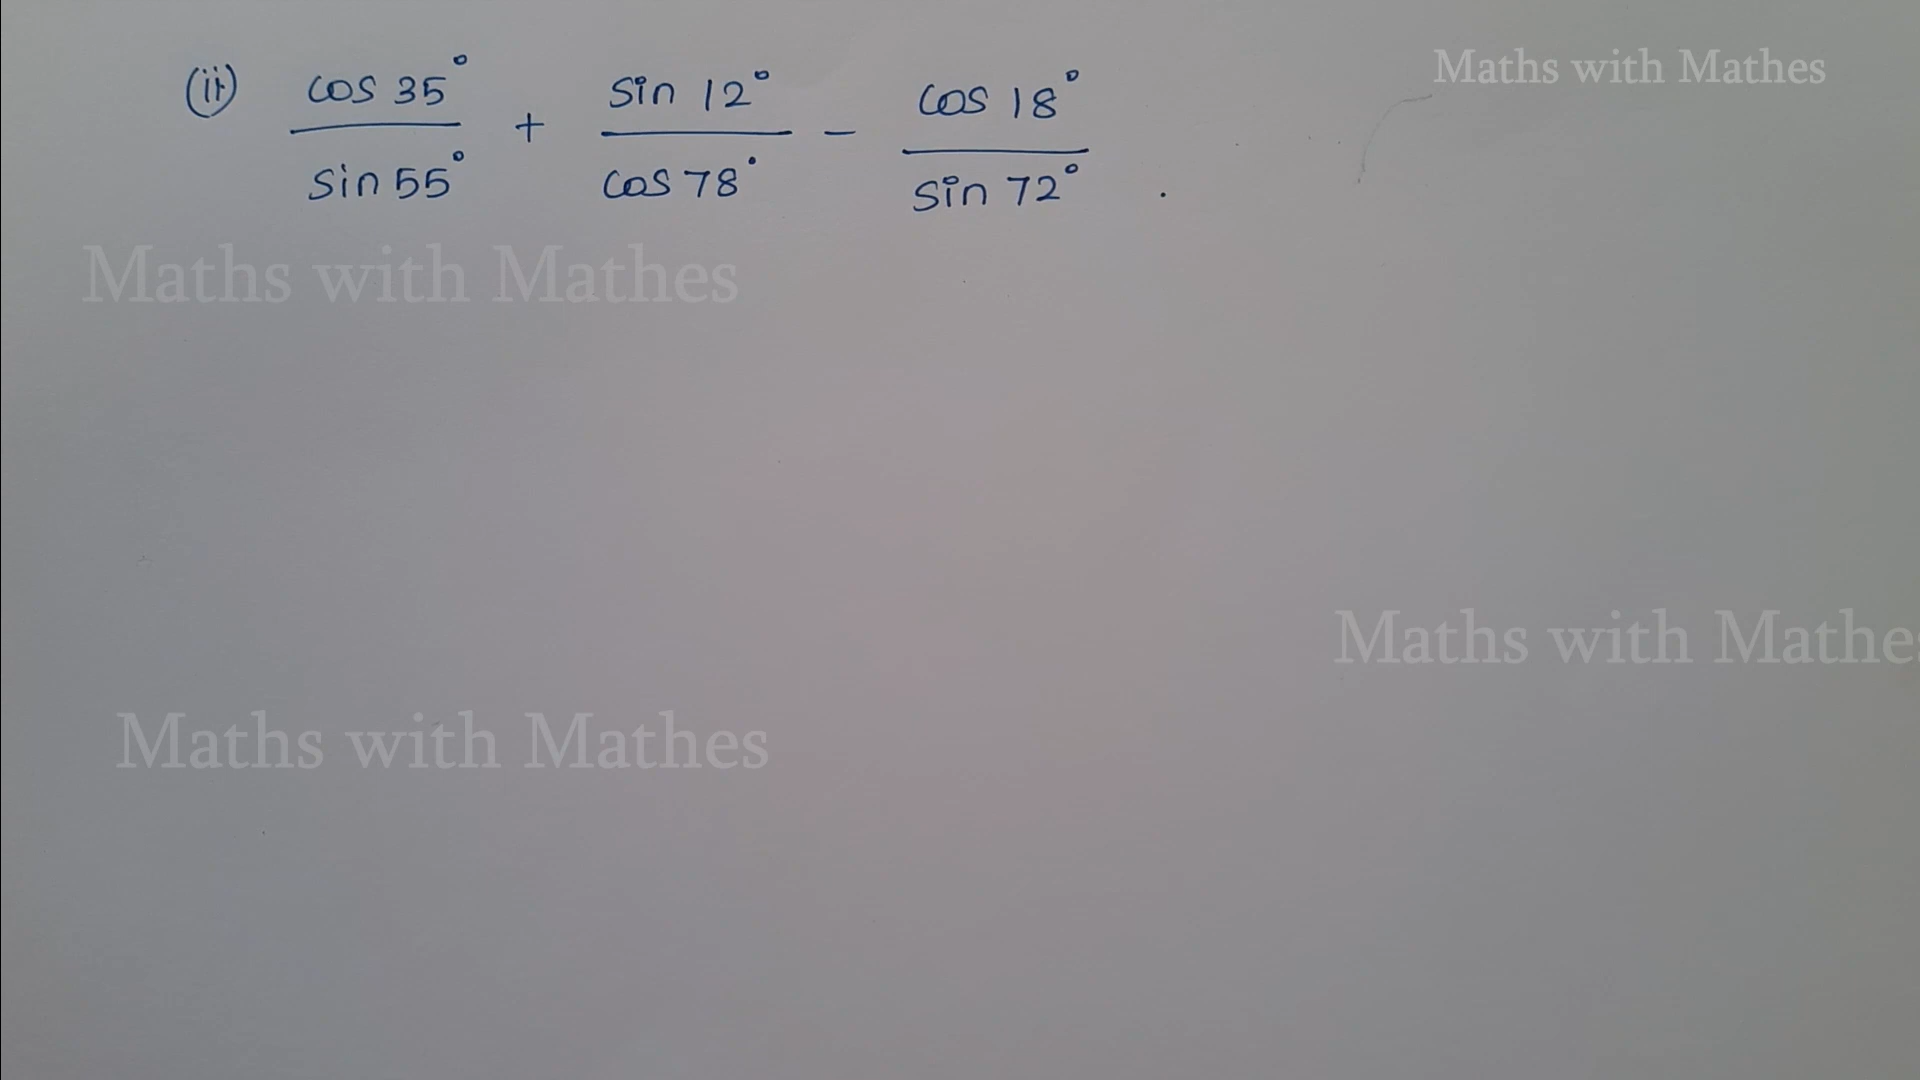 Maths with Mathes
(ii) cos 35° / sin 55° + sin 12° / cos 78° - cos 18° / sin 72° .
Maths with Mathes
Maths with Mathes
Maths with Mathes